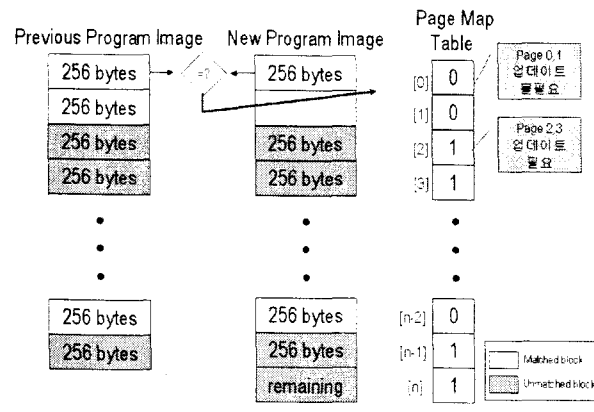 Previous Program Image
New Program Image
Page Map
Table
256 bytes
=?
256 bytes
[0] 0
Page 0,1
업데이트
불필요
256 bytes
[1] 0
256 bytes
256 bytes
[2] 1
Page 2,3
업데이트
필요
256 bytes
256 bytes
[3] 1
256 bytes
256 bytes
[n-2] 0
256 bytes
256 bytes
[n-1] 1
remaining
[n] 1
Matched block
Unmatched block